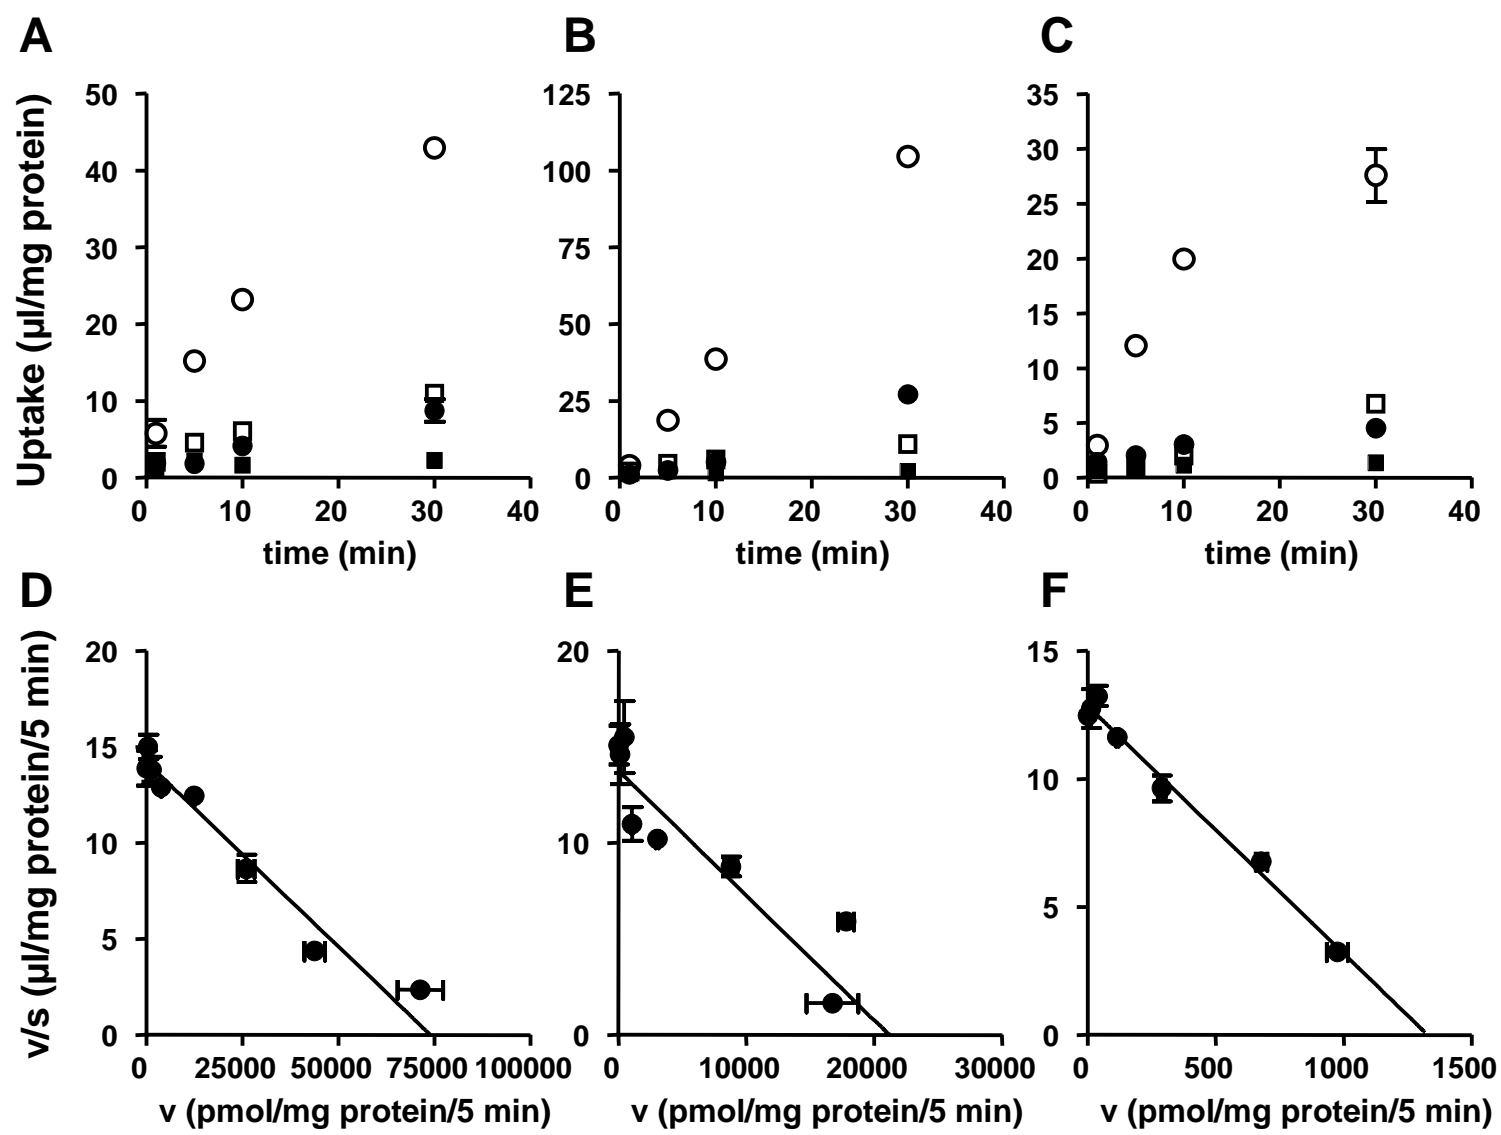 A B C
Uptake (µl/mg protein)
50 125 35
40 100 30
30 75 25
20 50 20
10 25 15
0 0 10
5
0
0 10 20 30 40 0 10 20 30 40 0 10 20 30 40
time (min) time (min) time (min)
D E F
v/s (µl/mg protein/5 min)
20 20 15
15 10 10
10 0 5
5 0
0
0 25000 50000 75000 100000 0 10000 20000 30000 0 500 1000 1500
v (pmol/mg protein/5 min) v (pmol/mg protein/5 min) v (pmol/mg protein/5 min)